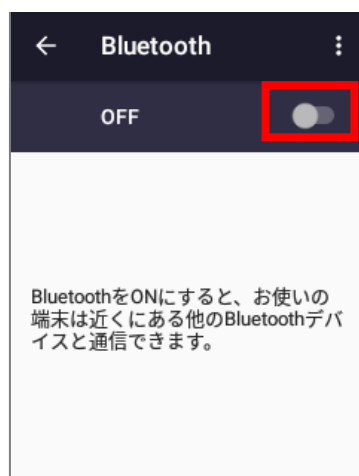 Bluetooth
OFF
BluetoothをONにすると、お使いの
端末は近くにある他のBluetoothデバ
イスと通信できます。